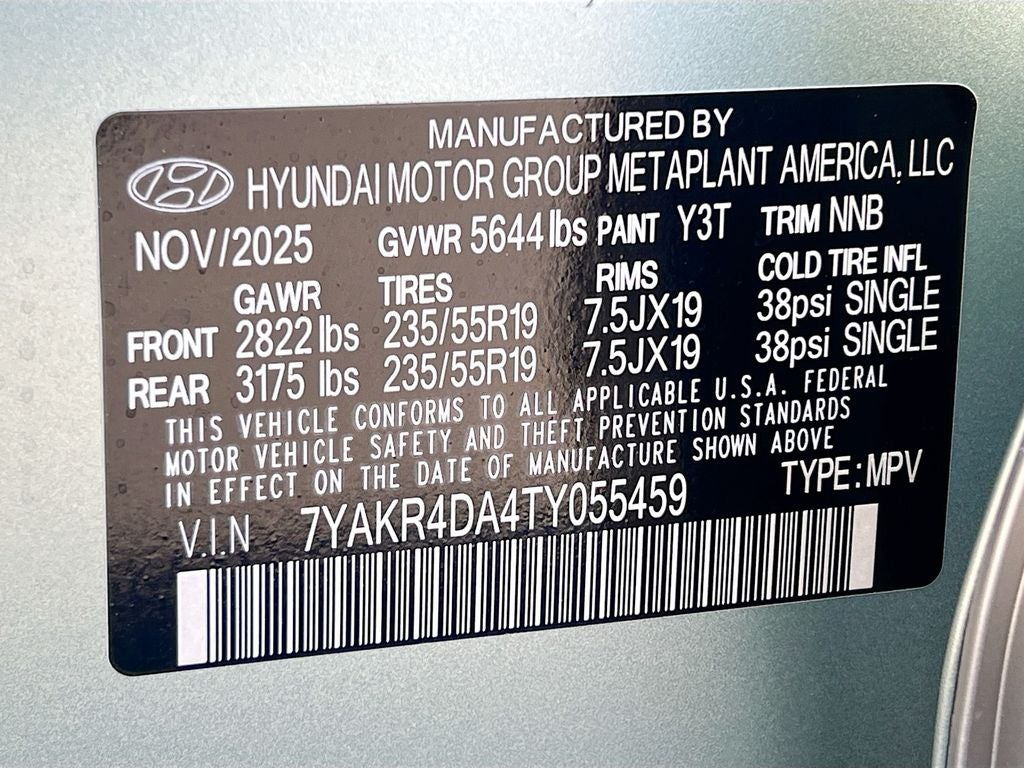 MANUFACTURED BY
HYUNDAI MOTOR GROUP METAPLANT AMERICA, LLC
NOV/2025 GVWR 5644 lbs PAINT Y3T TRIM NNB
GAWR TIRES RIMS COLD TIRE INFL
FRONT 2822 lbs 235/55R19 7.5JX19 38psi SINGLE
REAR 3175 lbs 235/55R19 7.5JX19 38psi SINGLE
THIS VEHICLE CONFORMS TO ALL APPLICABLE U.S.A. FEDERAL
MOTOR VEHICLE SAFETY AND THEFT PREVENTION STANDARDS
IN EFFECT ON THE DATE OF MANUFACTURE SHOWN ABOVE
V.I.N 7YAKR4DA4TY055459 TYPE: MPV